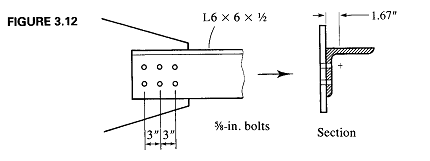 FIGURE 3.12
L6 × 6 × ½
1.67"
⅝-in. bolts
Section
3" 3"